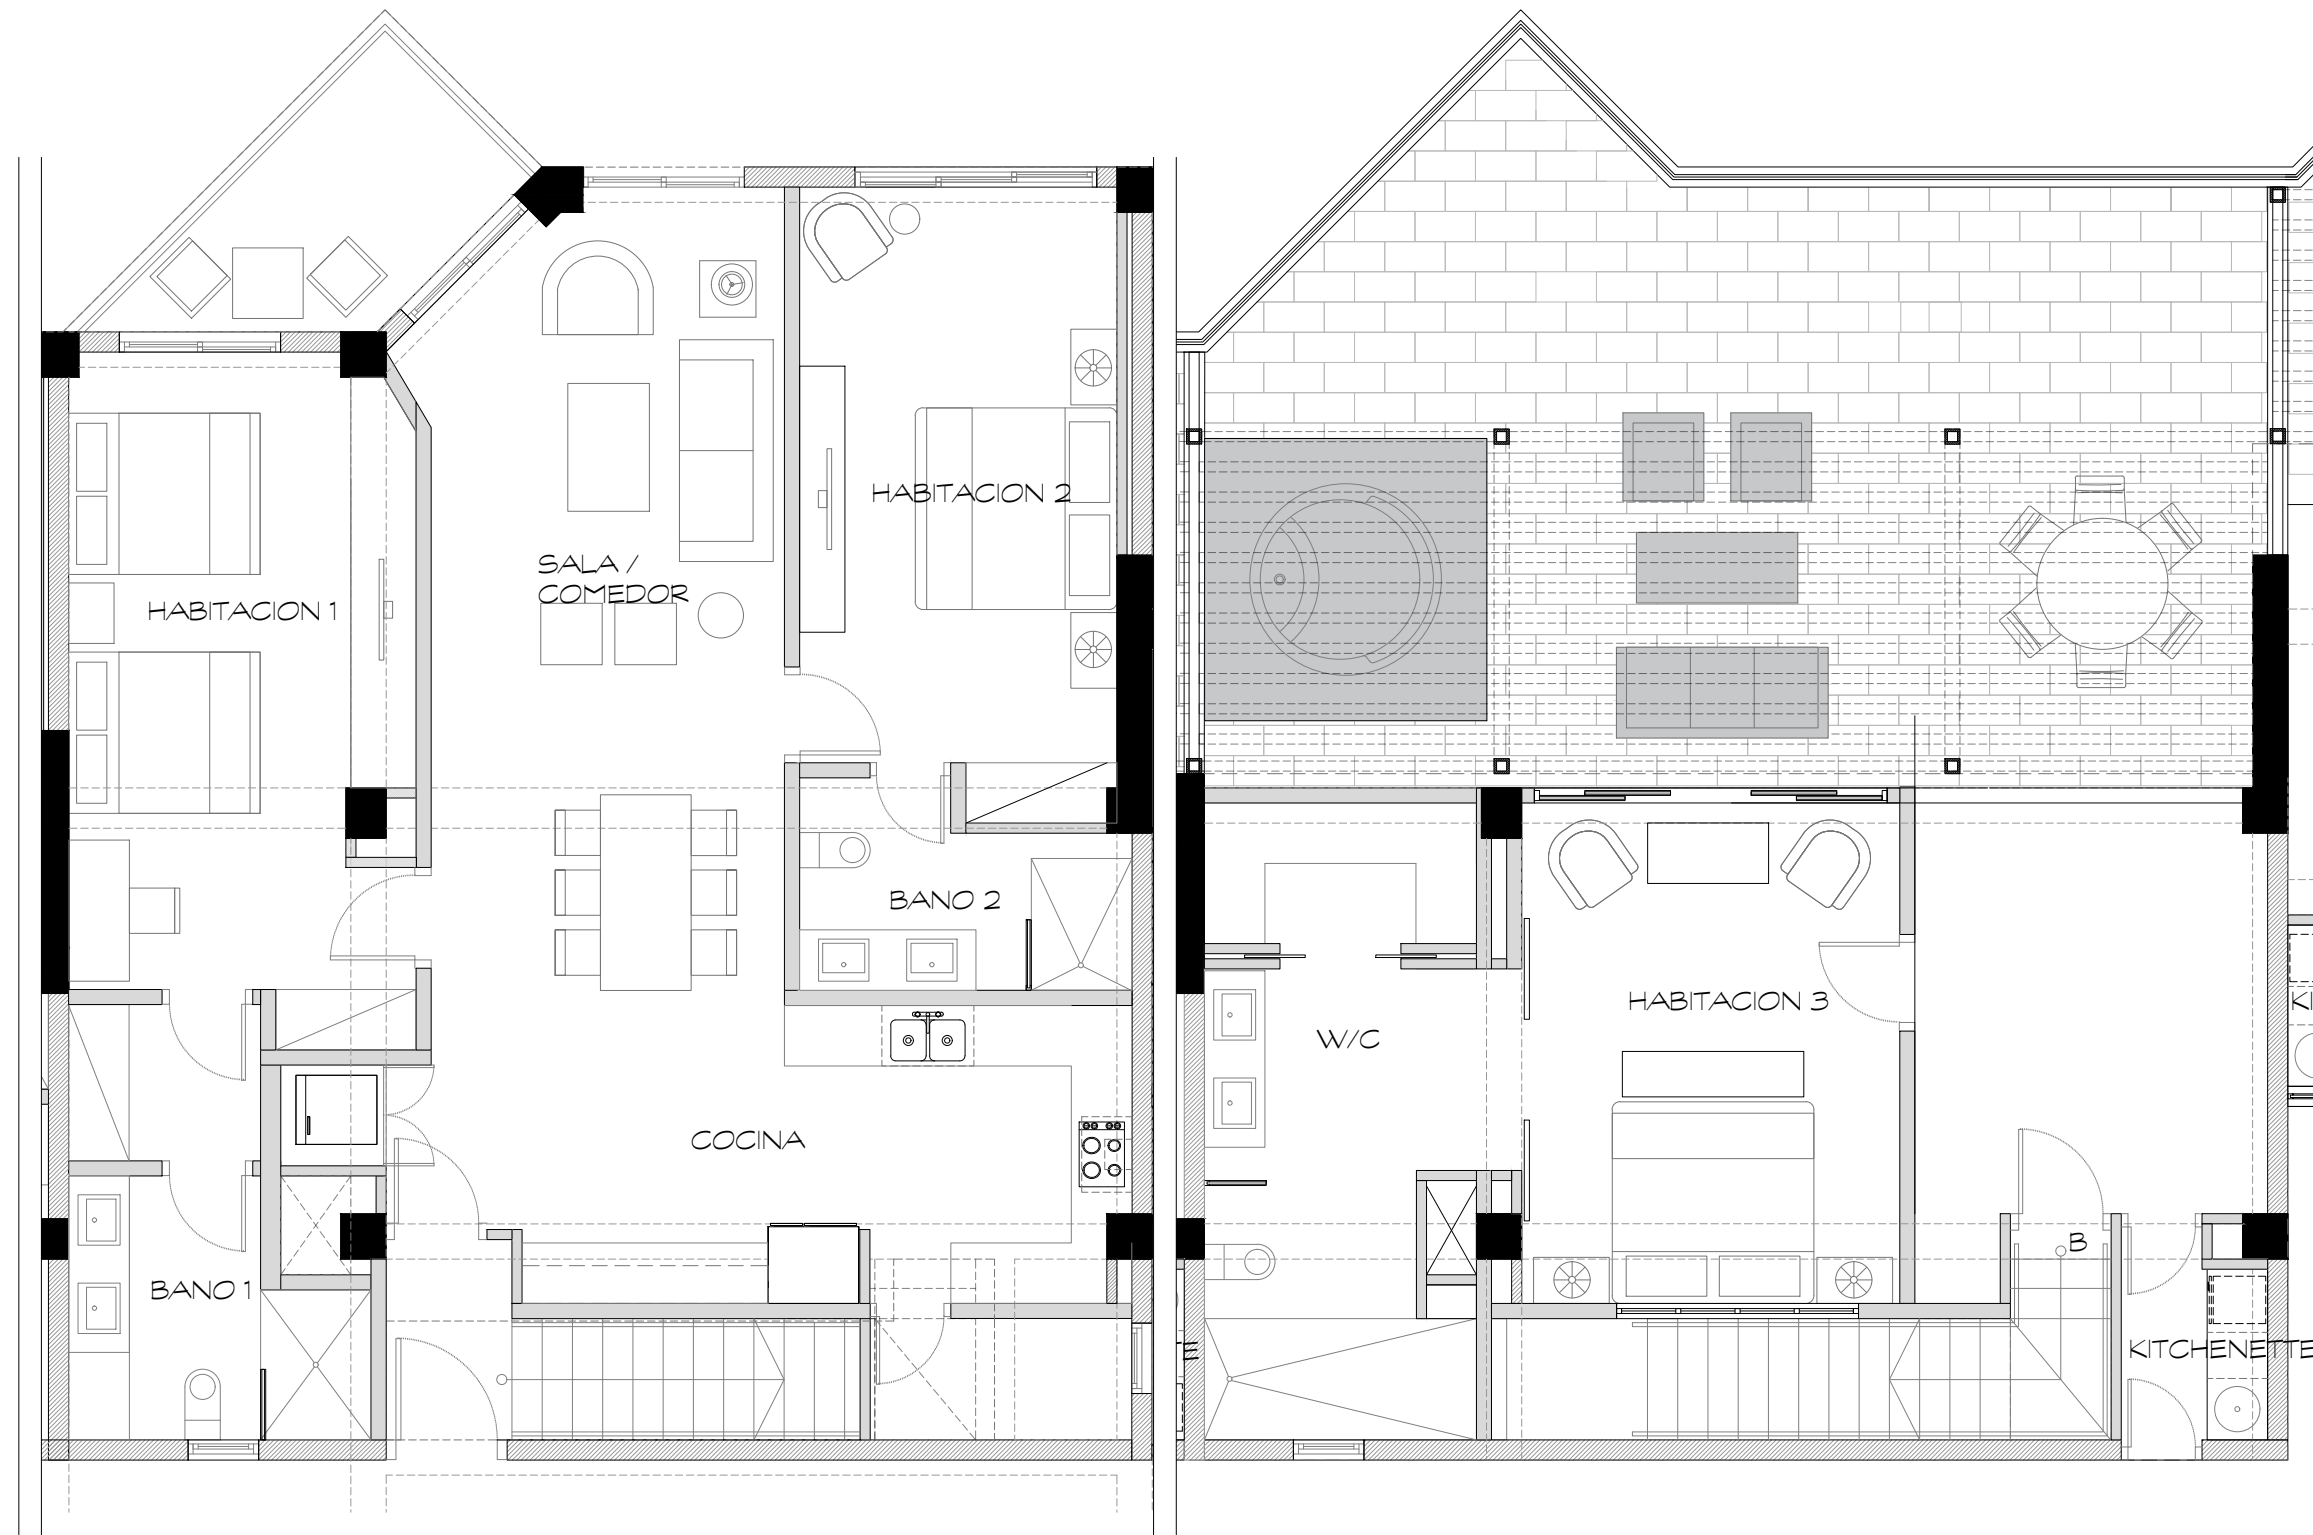 HABITACION 1
SALA /
COMEDOR
HABITACION 2
BANO 2
COCINA
BANO 1
W/C
HABITACION 3
B
KITCHENETTE